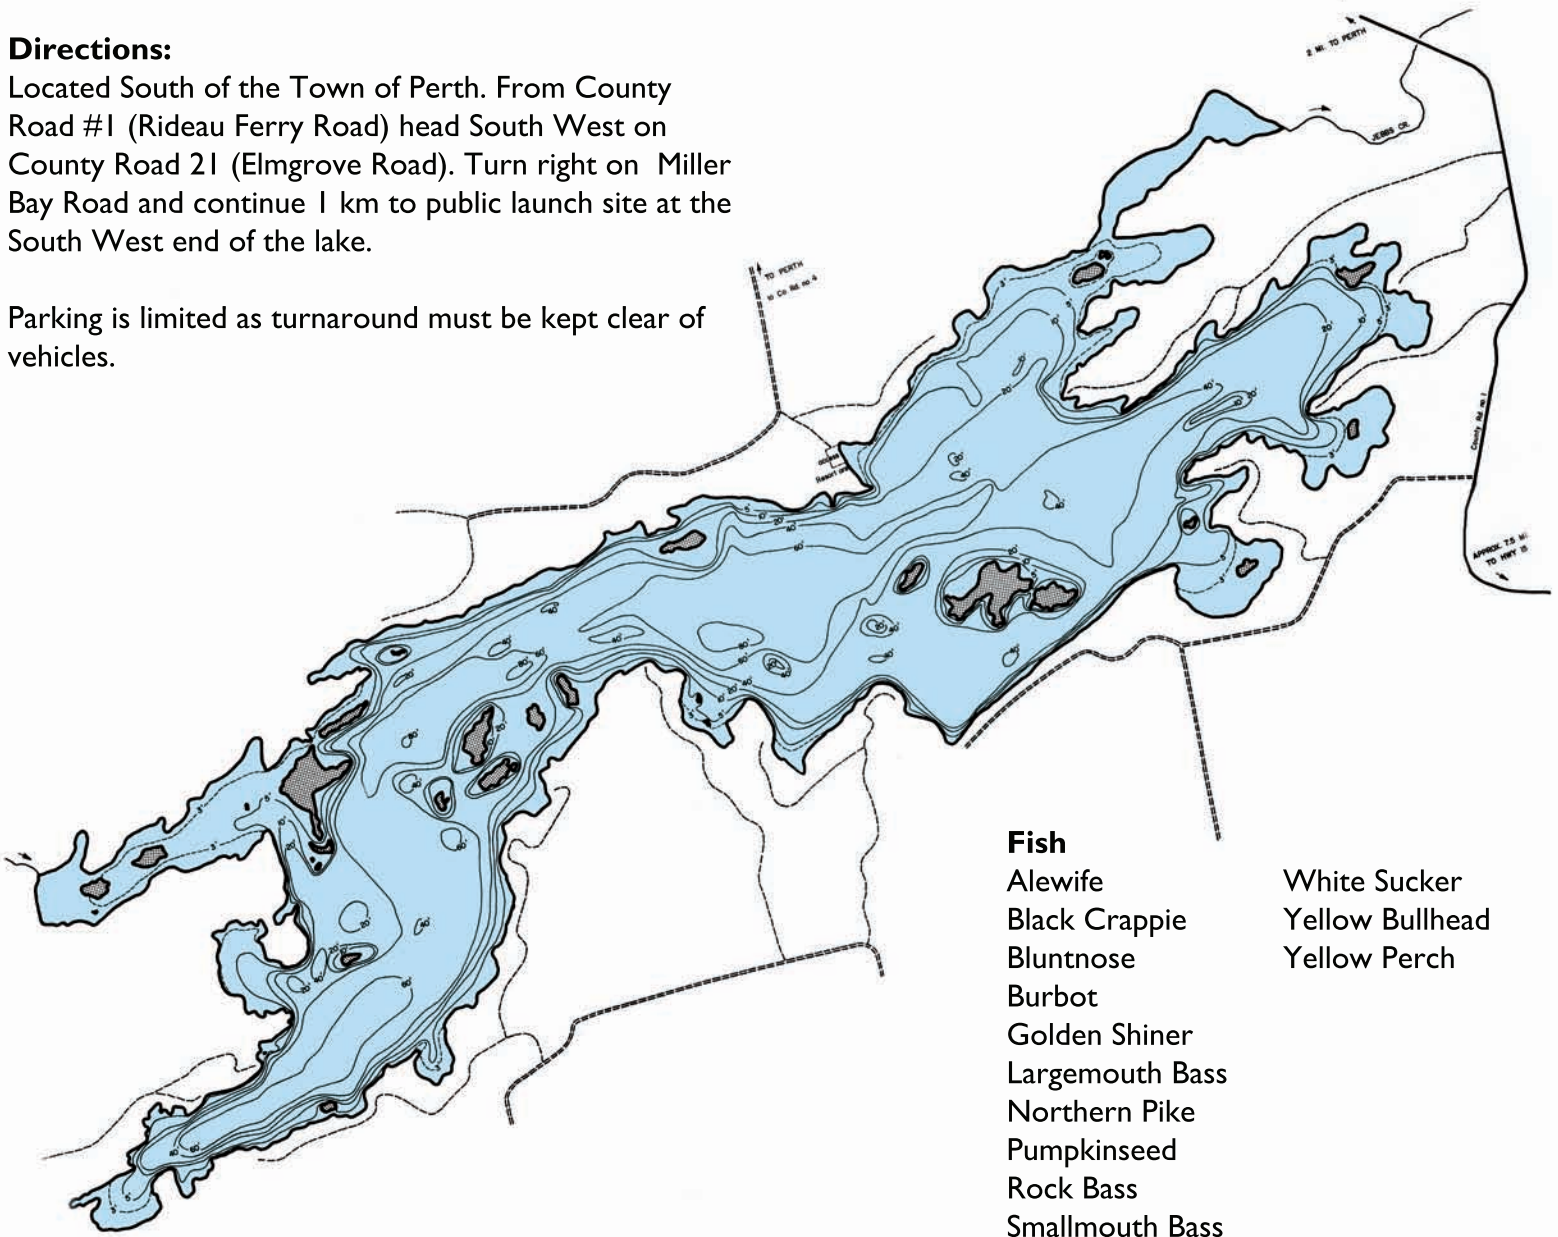 Directions:
Located South of the Town of Perth. From County
Road #1 (Rideau Ferry Road) head South West on
County Road 21 (Elmgrove Road). Turn right on Miller
Bay Road and continue 1 km to public launch site at the
South West end of the lake.
Parking is limited as turnaround must be kept clear of
vehicles.
2 MI. TO PERTH
JEBBS CR.
TO PERTH
to Co. Rd. no. 4
County Rd. no. 1
APPROX. 7.5 MI.
TO HWY 15
Fish
Alewife
Black Crappie
Bluntnose
Burbot
Golden Shiner
Largemouth Bass
Northern Pike
Pumpkinseed
Rock Bass
Smallmouth Bass
White Sucker
Yellow Bullhead
Yellow Perch